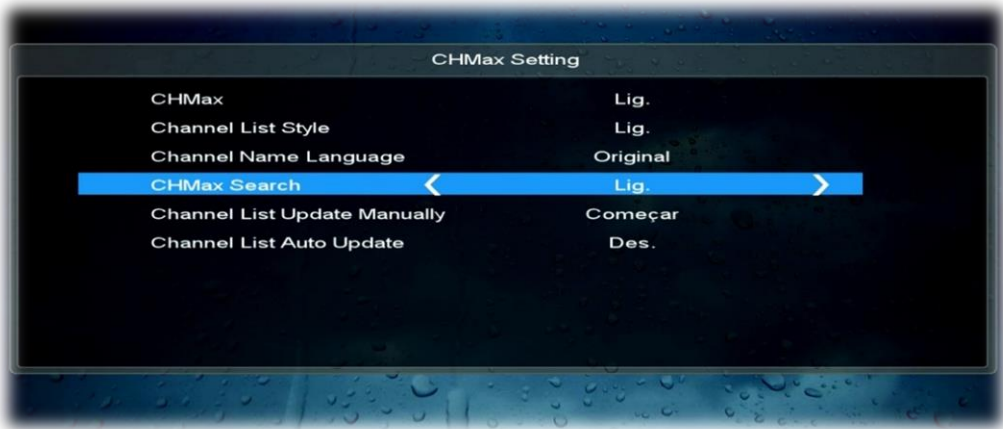 CHMax Setting
CHMax Lig.
Channel List Style Lig.
Channel Name Language Original
CHMax Search Lig.
Channel List Update Manually Começar
Channel List Auto Update Des.